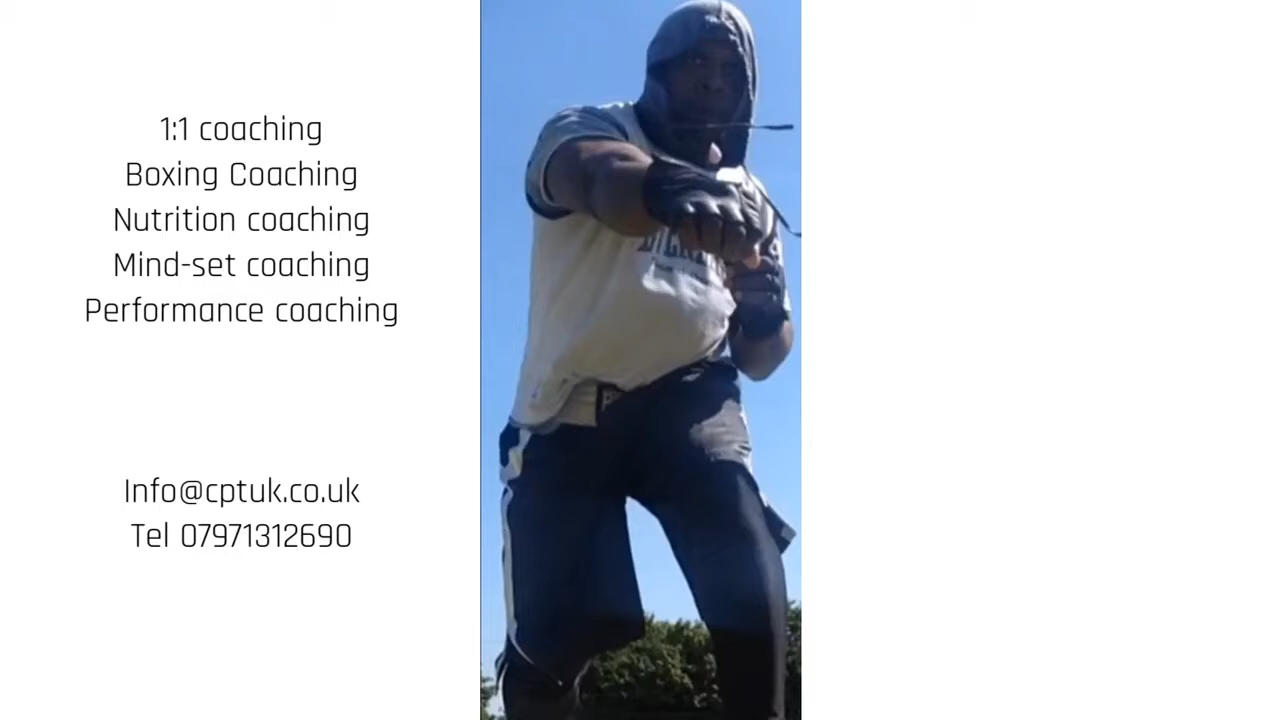 1:1 coaching
Boxing Coaching
Nutrition coaching
Mind-set coaching
Performance coaching
Info@cptuk.co.uk
Tel 07971312690